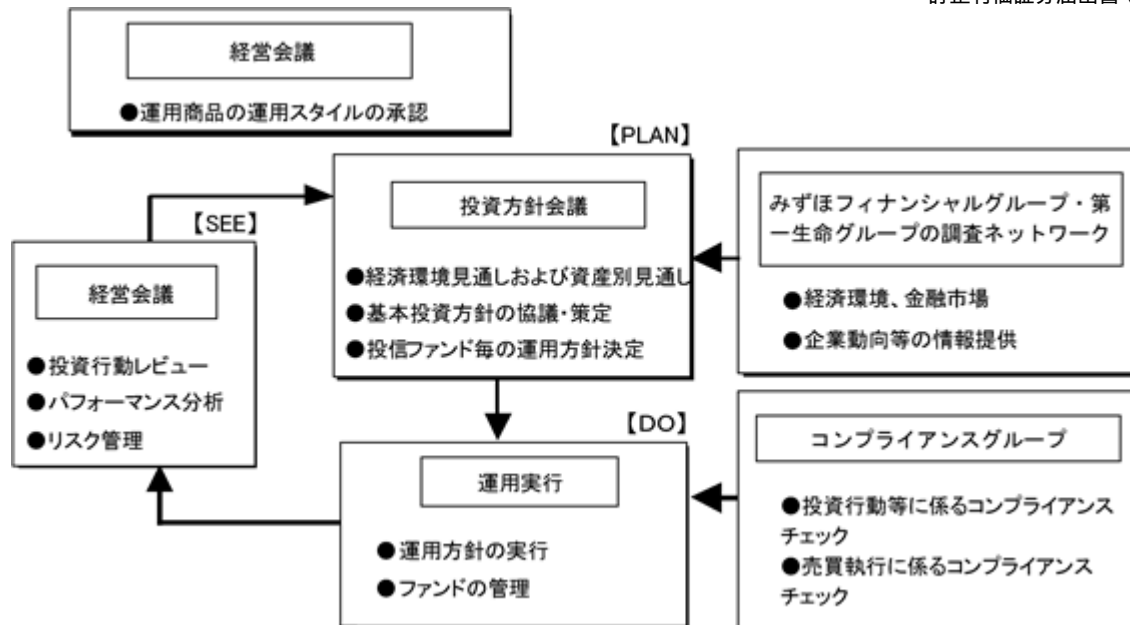 経営会議
●運用商品の運用スタイルの承認
【PLAN】
投資方針会議
●経済環境見通しおよび資産別見通し
●基本投資方針の協議・策定
●投信ファンド毎の運用方針決定
みずほフィナンシャルグループ・第
一生命グループの調査ネットワーク
●経済環境、金融市場
●企業動向等の情報提供
【SEE】
経営会議
●投資行動レビュー
●パフォーマンス分析
●リスク管理
【DO】
運用実行
●運用方針の実行
●ファンドの管理
コンプライアンスグループ
●投資行動等に係るコンプライアンス
チェック
●売買執行に係るコンプライアンス
チェック